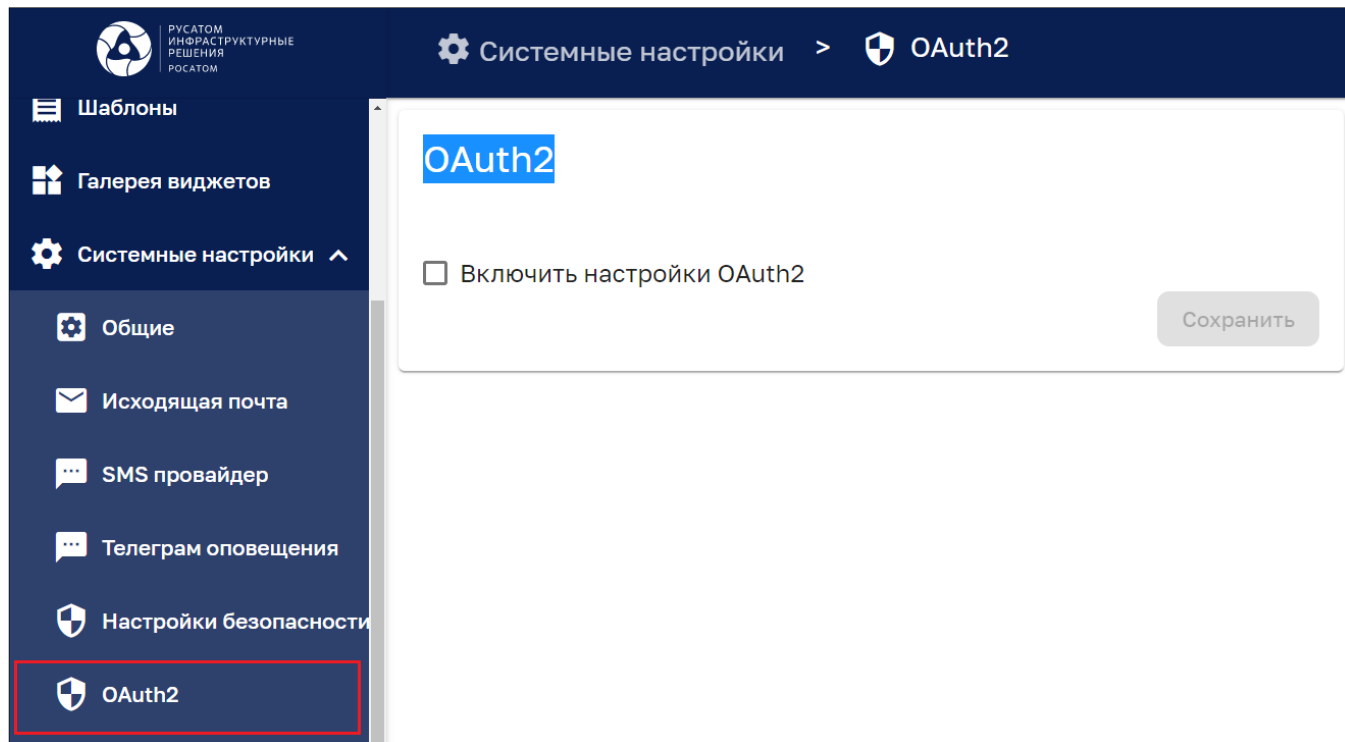 РУСАТОМ
ИНФРАСТРУКТУРНЫЕ
РЕШЕНИЯ
РОСАТОМ
Системные настройки > OAuth2
Шаблоны
Галерея виджетов
Системные настройки
Общие
Исходящая почта
SMS провайдер
Телеграм оповещения
Настройки безопасности
OAuth2
OAuth2
Включить настройки OAuth2
Сохранить